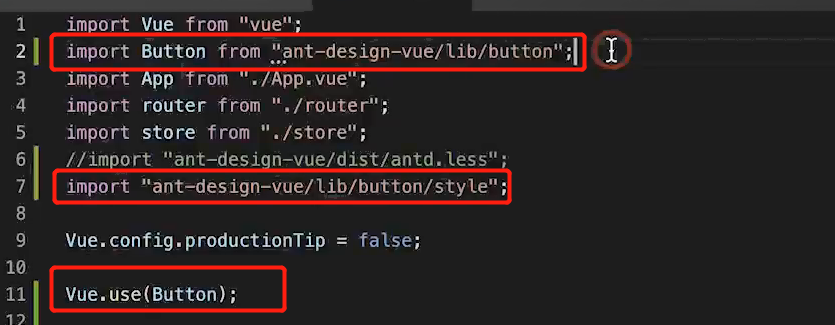 1 import Vue from "vue";
2 import Button from "ant-design-vue/lib/button";
3 import App from "./App.vue";
4 import router from "./router";
5 import store from "./store";
6 //import "ant-design-vue/dist/antd.less";
7 import "ant-design-vue/lib/button/style";
8
9 Vue.config.productionTip = false;
10
11 Vue.use(Button);
12